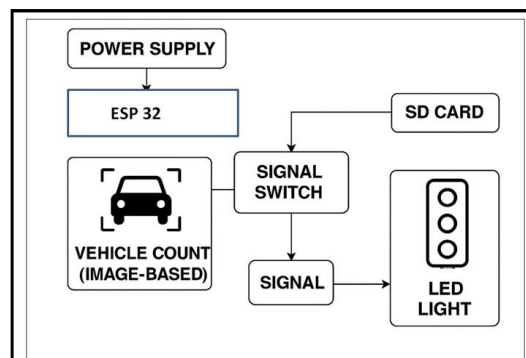 POWER SUPPLY
ESP 32
SD CARD
SIGNAL
SWITCH
VEHICLE COUNT
(IMAGE-BASED)
SIGNAL
LED
LIGHT